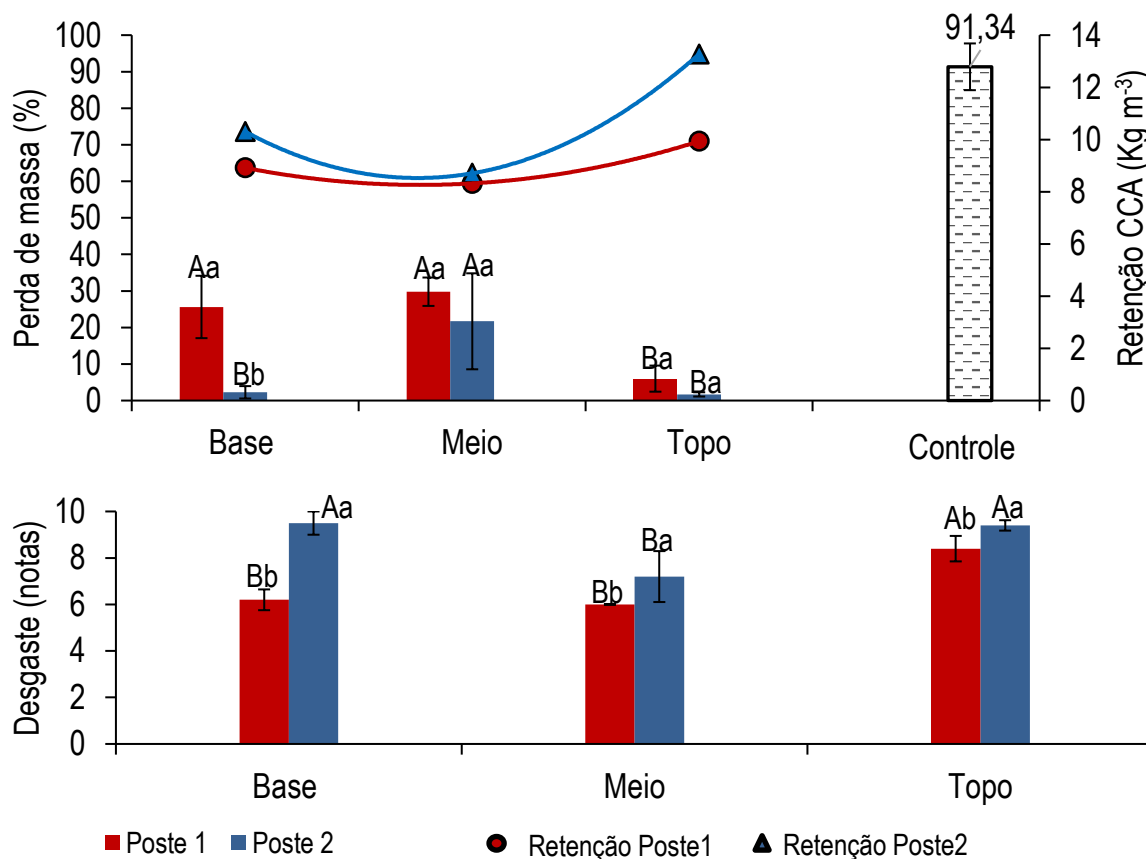 91,34
100
90
80
70
60
50
40
30
20
10
0
Perda de massa (%)
14
12
10
8
6
4
2
0
Retenção CCA (Kg m⁻³)
Aa
Bb
Aa
Aa
Ba
Ba
Base Meio Topo Controle
10
8
6
4
2
0
Desgaste (notas)
Bb
Aa
Bb
Ba
Ab
Aa
Base Meio Topo
Poste 1 Poste 2 Retenção Poste1 Retenção Poste2